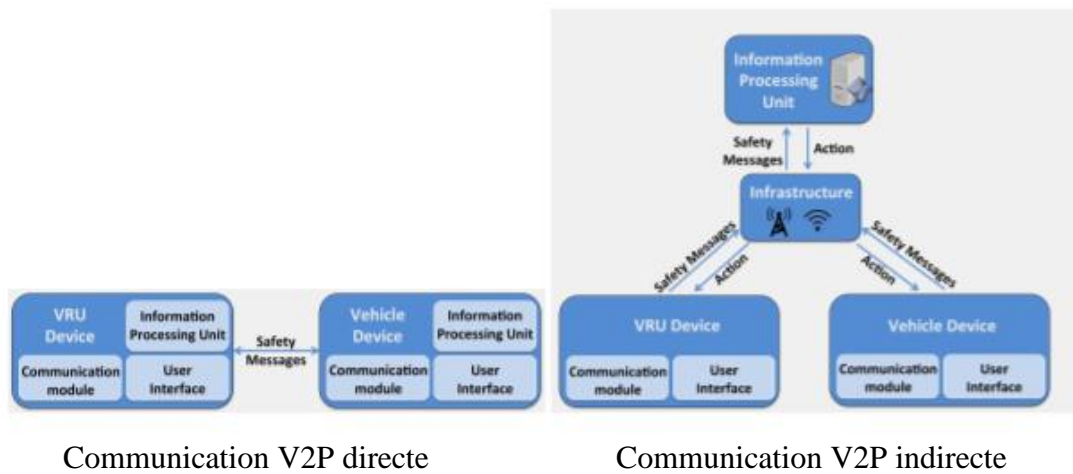 VRU
Device
Information
Processing Unit
Communication
module
User
Interface
Safety
Messages
Vehicle
Device
Information
Processing Unit
Communication
module
User
Interface
Communication V2P directe
Information
Processing
Unit
Safety
Messages
Action
Infrastructure
Safety Messages
Action
Action
Safety Messages
VRU Device
Communication
module
User
Interface
Vehicle Device
Communication
module
User
Interface
Communication V2P indirecte